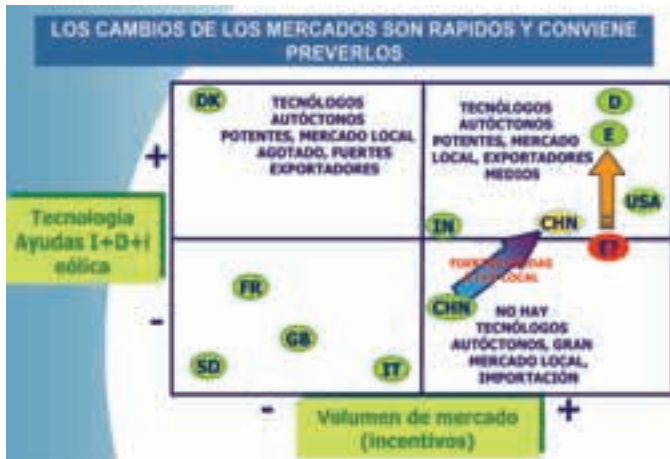 LOS CAMBIOS DE LOS MERCADOS SON RAPIDOS Y CONVIENE
PREVERLOS
DK
TECNÓLOGOS
AUTÓCTONOS
POTENTES, MERCADO LOCAL
AGOTADO, FUERTES
EXPORTADORES
TECNÓLOGOS
AUTÓCTONOS
POTENTES, MERCADO
LOCAL, EXPORTADORES
MEDIOS
D
E
USA
+
Tecnología
Ayudas I+D+i
eólica
-
IN
CHN
E?
LOCAL
FR
CHN
GB
SD
IT
NO HAY
TECNÓLOGOS
AUTÓCTONOS, GRAN
MERCADO LOCAL,
IMPORTACIÓN
-
Volumen de mercado
(incentivos)
+